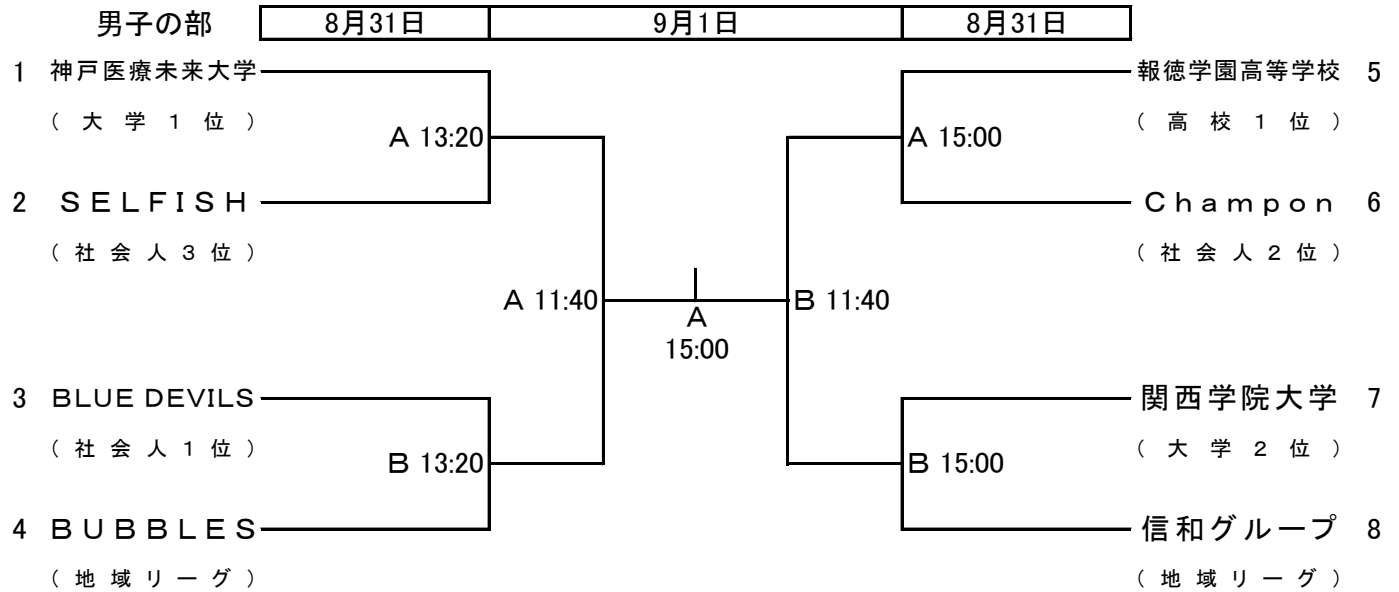 男子の部 8月31日 9月1日 8月31日
1 神戸医療未来大学 報徳学園高等学校 5
(大学1位) (高校1位)
A 13:20 A 15:00
2 SELFISH Champon 6
(社会人3位) (社会人2位)
A 11:40 B 11:40
A
15:00
3 BLUE DEVILS 関西学院大学 7
(社会人1位) (大学2位)
B 13:20 B 15:00
4 BUBBLES 信和グループ 8
(地域リーグ) (地域リーグ)